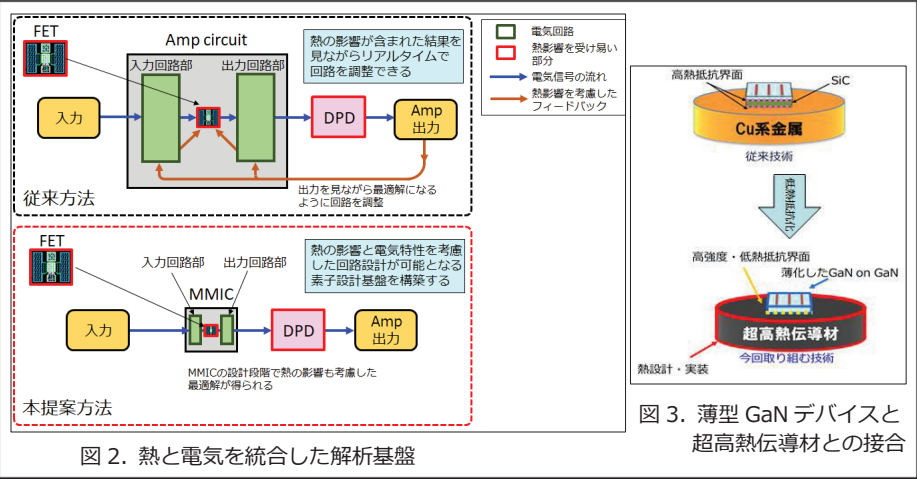 FET
Amp circuit
入力回路部
出力回路部
熱の影響が含まれた結果を
見ながらリアルタイムで
回路を調整できる
入力
DPD
Amp
出力
出力を見ながら最適解になる
ように回路を調整
従来方法
電気回路
熱影響を受け易い
部分
電気信号の流れ
熱影響を考慮した
フィードバック
FET
入力回路部
出力回路部
MMIC
熱の影響と電気特性を考慮
した回路設計が可能となる
素子設計基盤を構築する
入力
DPD
Amp
出力
MMICの設計段階で熱の影響も考慮した
最適解が得られる
本提案方法
図 2. 熱と電気を統合した解析基盤
高熱抵抗界面
SiC
Cu系金属
従来技術
低熱抵抗化
高強度・低熱抵抗界面
薄化したGaN on GaN
超高熱伝導材
今回取り組む技術
熱設計・実装
図 3. 薄型 GaN デバイスと
超高熱伝導材との接合